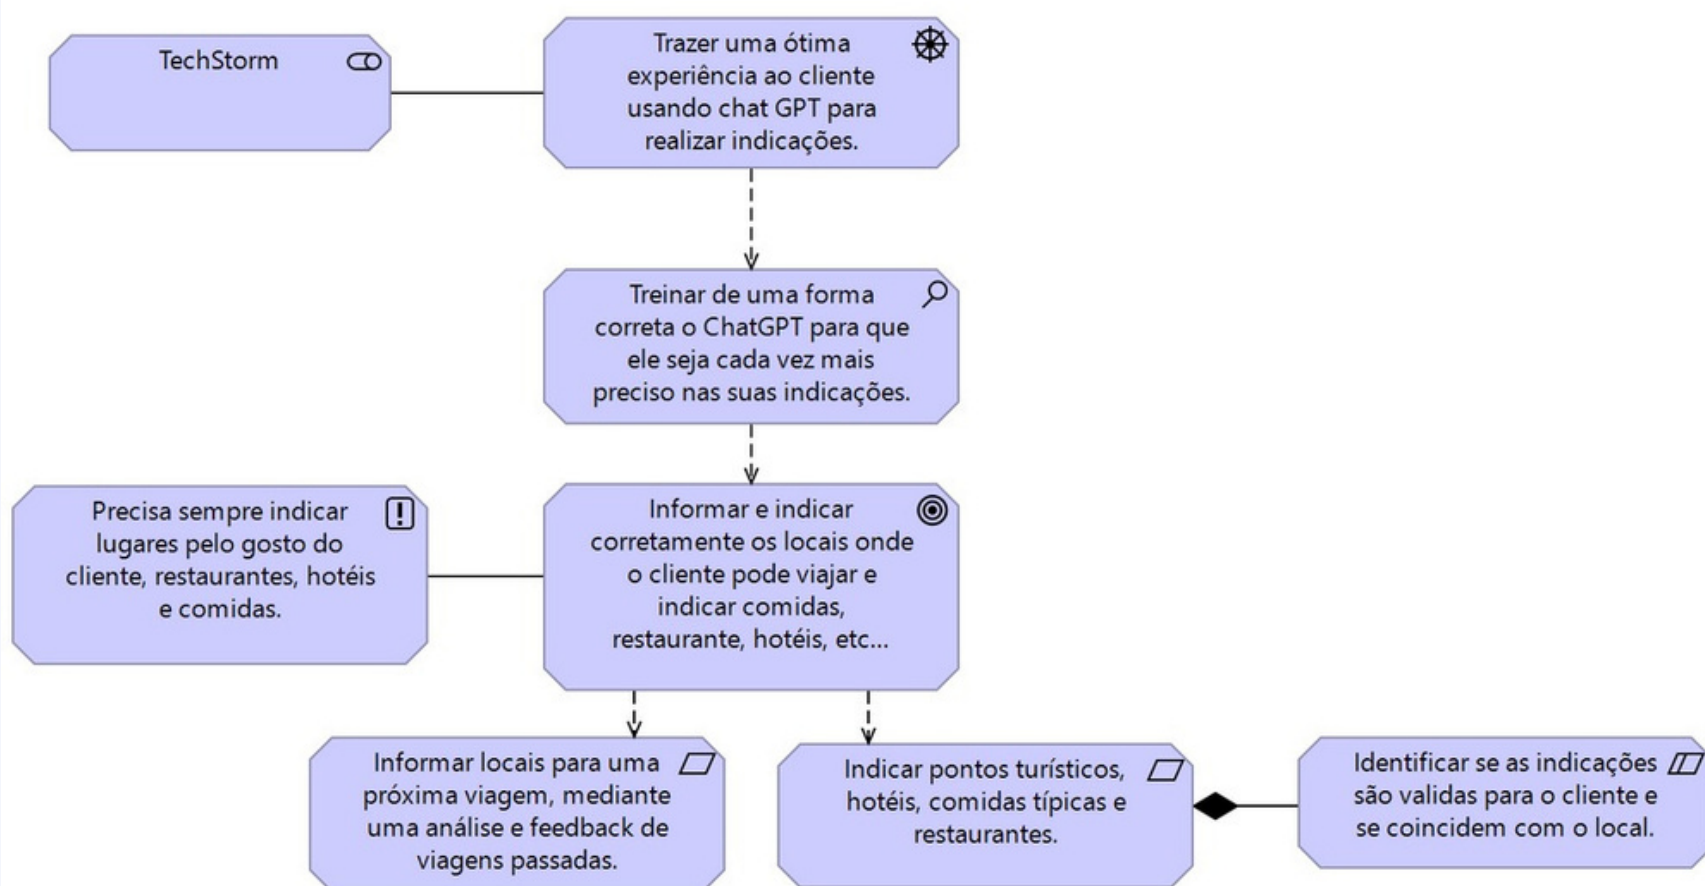 TechStorm
Trazer uma ótima
experiência ao cliente
usando chat GPT para
realizar indicações.
Treinar de uma forma
correta o ChatGPT para que
ele seja cada vez mais
preciso nas suas indicações.
Precisa sempre indicar
lugares pelo gosto do
cliente, restaurantes, hotéis
e comidas.
Informar e indicar
corretamente os locais onde
o cliente pode viajar e
indicar comidas,
restaurante, hotéis, etc...
Informar locais para uma
próxima viagem, mediante
uma análise e feedback de
viagens passadas.
Indicar pontos turísticos,
hotéis, comidas típicas e
restaurantes.
Identificar se as indicações
são validas para o cliente e
se coincidem com o local.